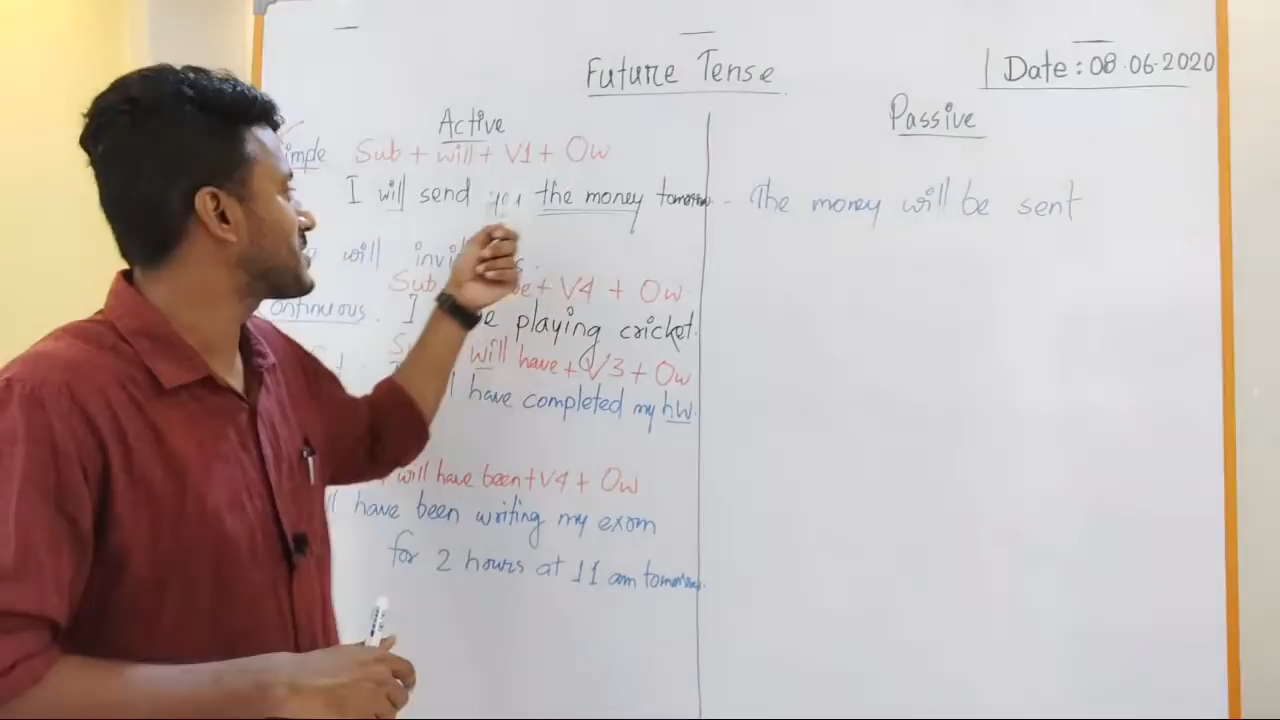 Future Tense
Date: 08.06.2020
Active
Passive
Sub + will + V1 + Ow
I will send you the money
The money will be sent
will
+ V4 + Ow
I playing cricket.
will have + V3 + Ow
have completed my hw.
will have been + V4 + Ow
have been writing my exam
for 2 hours at 11 am